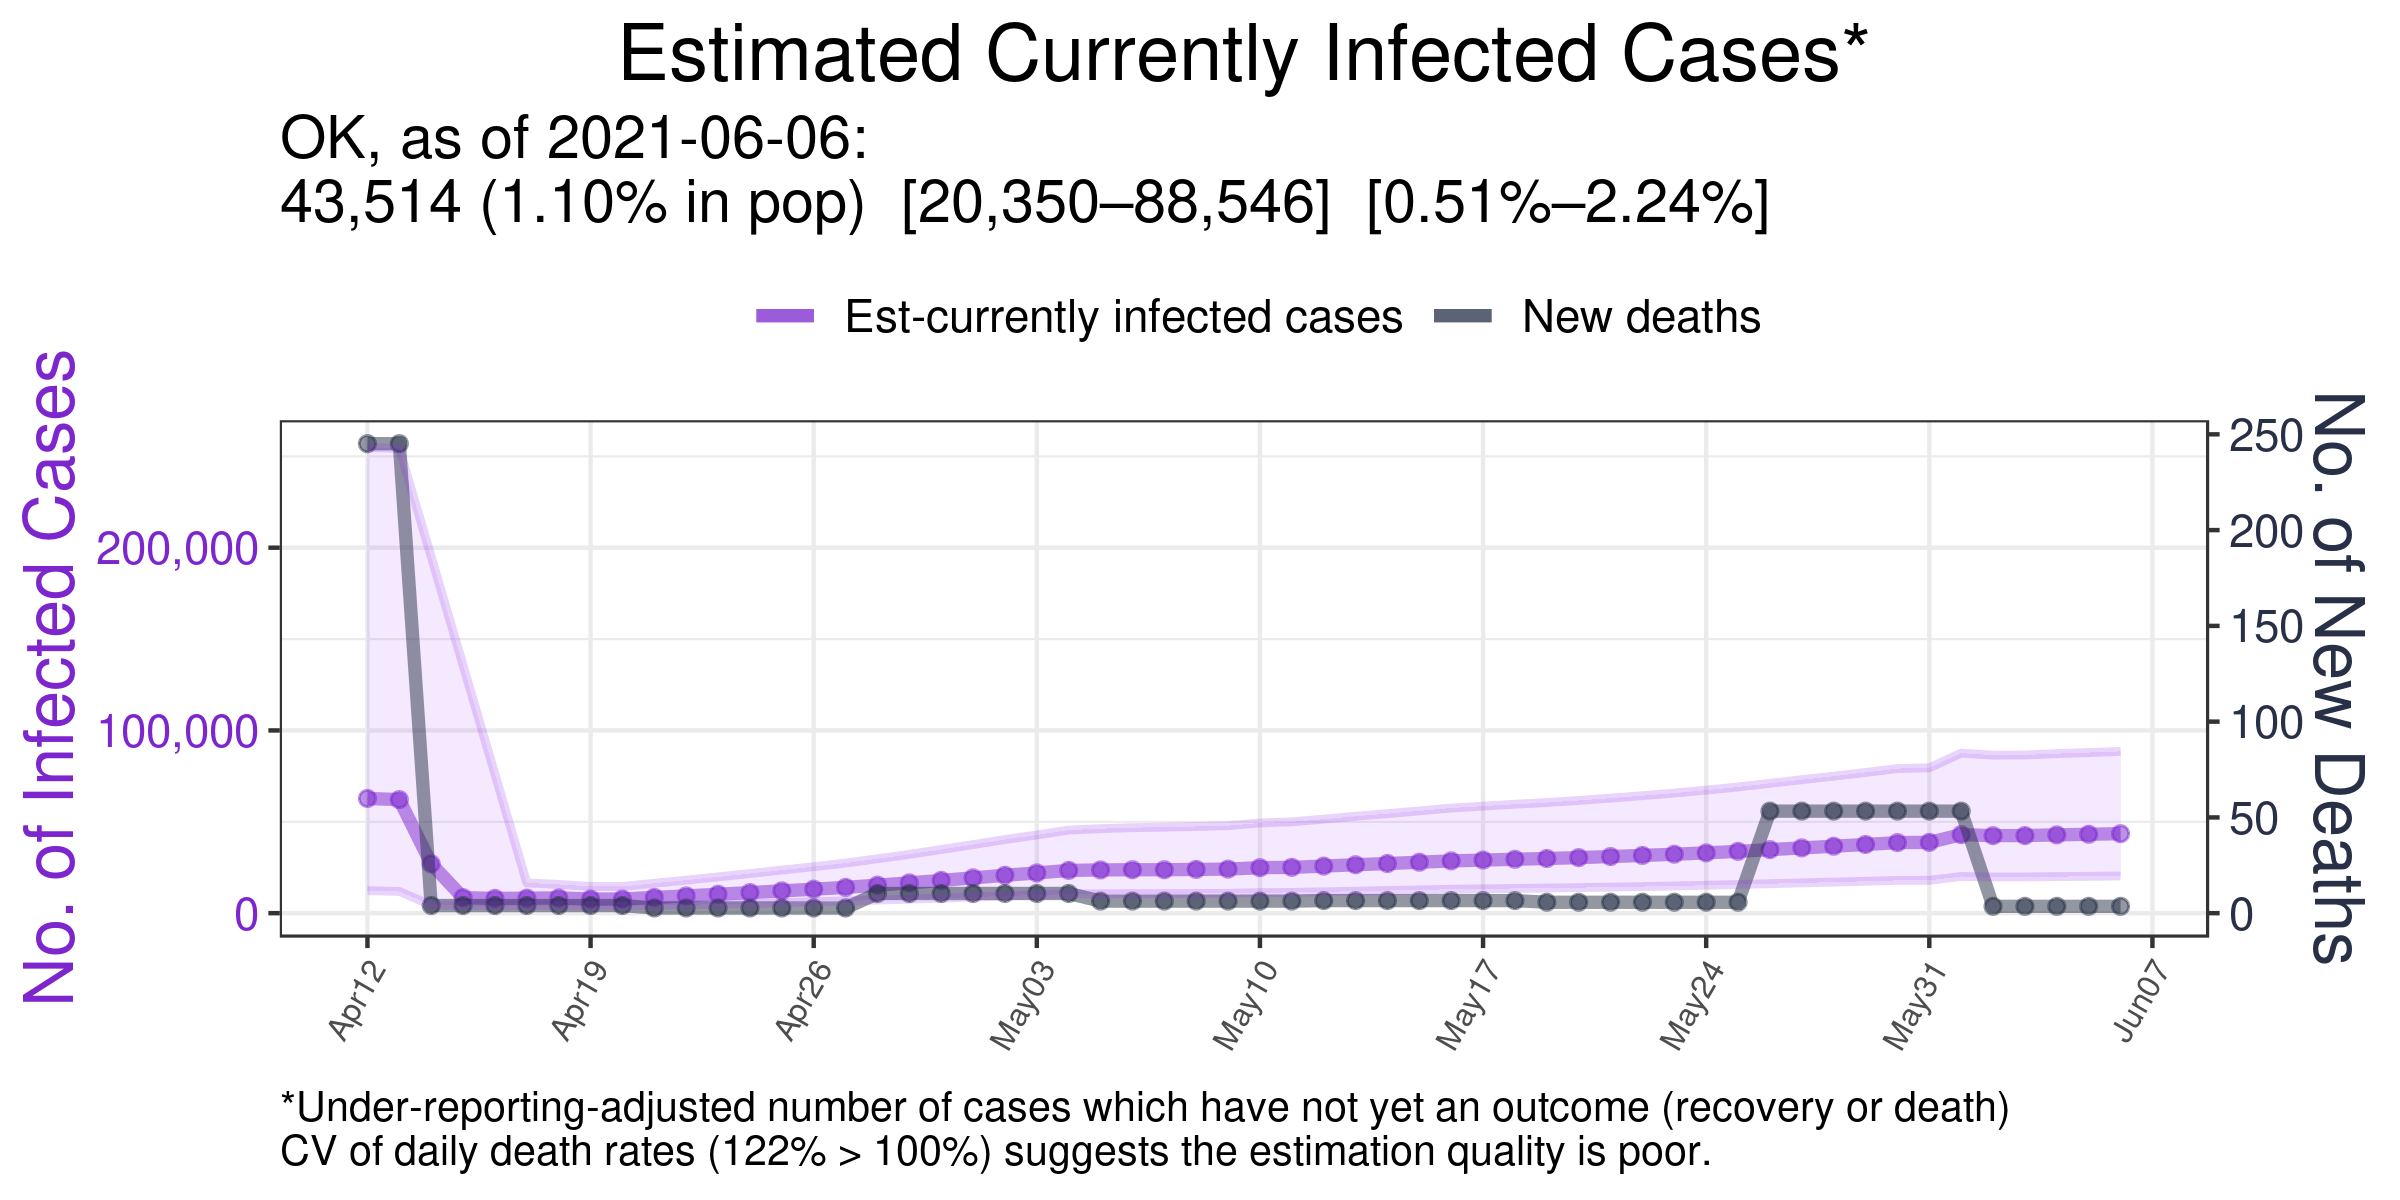 Estimated Currently Infected Cases*
OK, as of 2021-06-06:
43,514 (1.10% in pop)  [20,350–88,546]  [0.51%–2.24%]
Est-currently infected cases
New deaths
No. of Infected Cases
200,000
100,000
0
250
200
150
100
50
0
No. of New Deaths
Apr12
Apr19
Apr26
May03
May10
May17
May24
May31
Jun07
*Under-reporting-adjusted number of cases which have not yet an outcome (recovery or death)
CV of daily death rates (122% > 100%) suggests the estimation quality is poor.